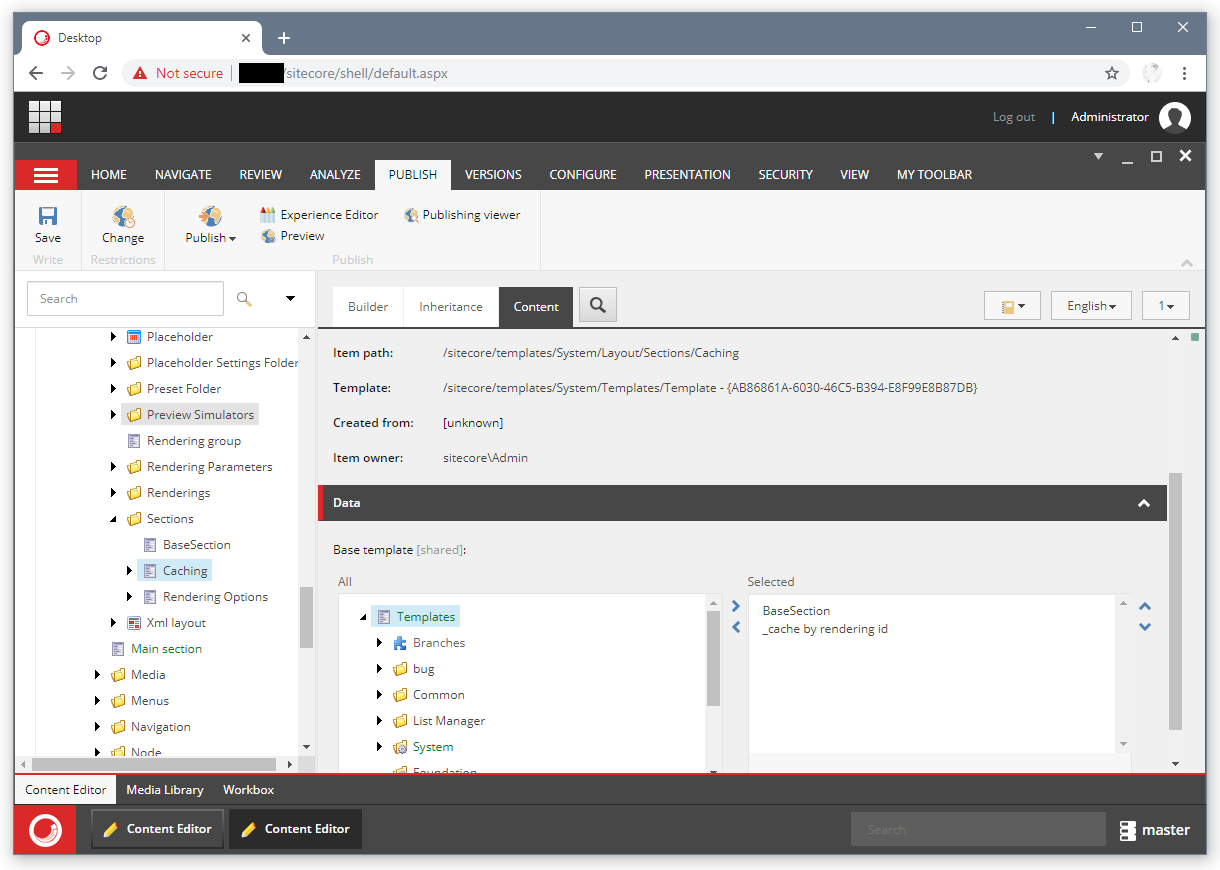 Desktop
Not secure
/sitecore/shell/default.aspx
Log out | Administrator
HOME NAVIGATE REVIEW ANALYZE PUBLISH VERSIONS CONFIGURE PRESENTATION SECURITY VIEW MY TOOLBAR
Save
Write
Change
Restrictions
Publish
Experience Editor
Preview
Publishing viewer
Publish
Search
Placeholder
Placeholder Settings Folder
Preset Folder
Preview Simulators
Rendering group
Rendering Parameters
Renderings
Sections
BaseSection
Caching
Rendering Options
Xml layout
Main section
Media
Menus
Navigation
Node
Builder Inheritance Content
English 1
Item path: /sitecore/templates/System/Layout/Sections/Caching
Template: /sitecore/templates/System/Templates/Template - {AB86861A-6030-46C5-B394-E8F99E8B87DB}
Created from: [unknown]
Item owner: sitecore\Admin
Data
Base template [shared]:
All
Templates
Branches
bug
Common
List Manager
System
Foundation
Selected
BaseSection
_cache by rendering id
Content Editor Media Library Workbox
Content Editor Content Editor Search master